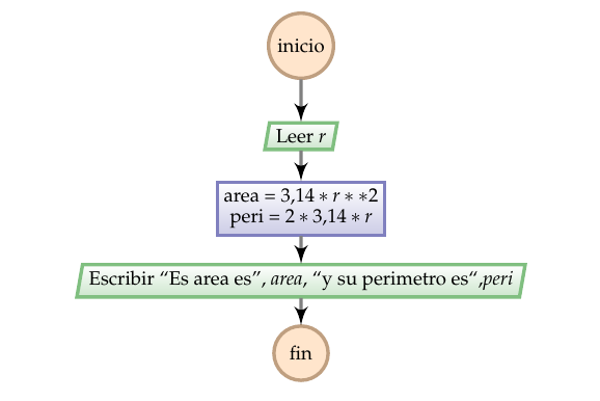 inicio
Leer r
area = 3,14 ∗ r ∗ ∗2
peri = 2 ∗ 3,14 ∗ r
Escribir “Es area es”, area, “y su perimetro es“,peri
fin